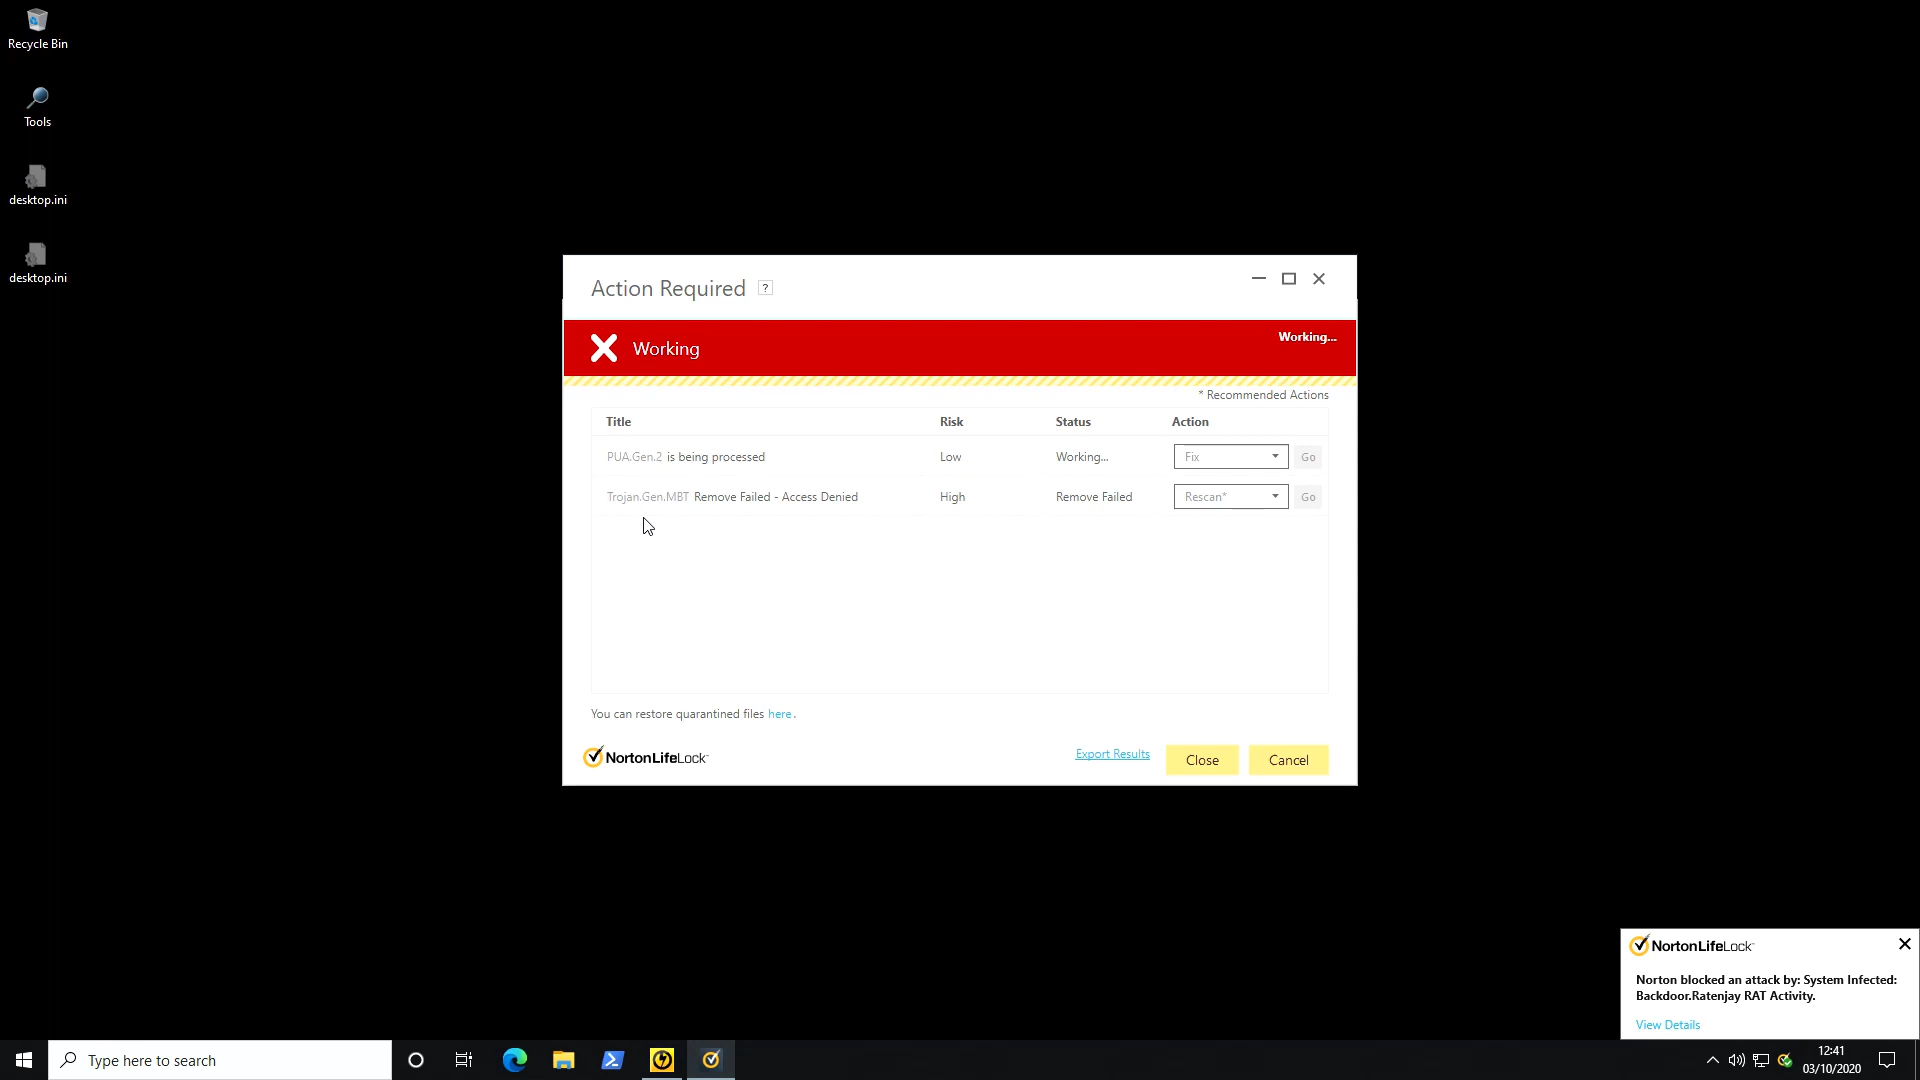 Recycle Bin
Tools
desktop.ini
desktop.ini
Action Required ?
Working
Working...
* Recommended Actions
Title Risk Status Action
PUA.Gen.2 is being processed Low Working... Fix Go
Trojan.Gen.MBT Remove Failed - Access Denied High Remove Failed Rescan* Go
You can restore quarantined files here.
NortonLifeLock
Export Results Close Cancel
NortonLifeLock
Norton blocked an attack by: System Infected:
Backdoor.Ratenjay RAT Activity.
View Details
Type here to search
12:41
03/10/2020